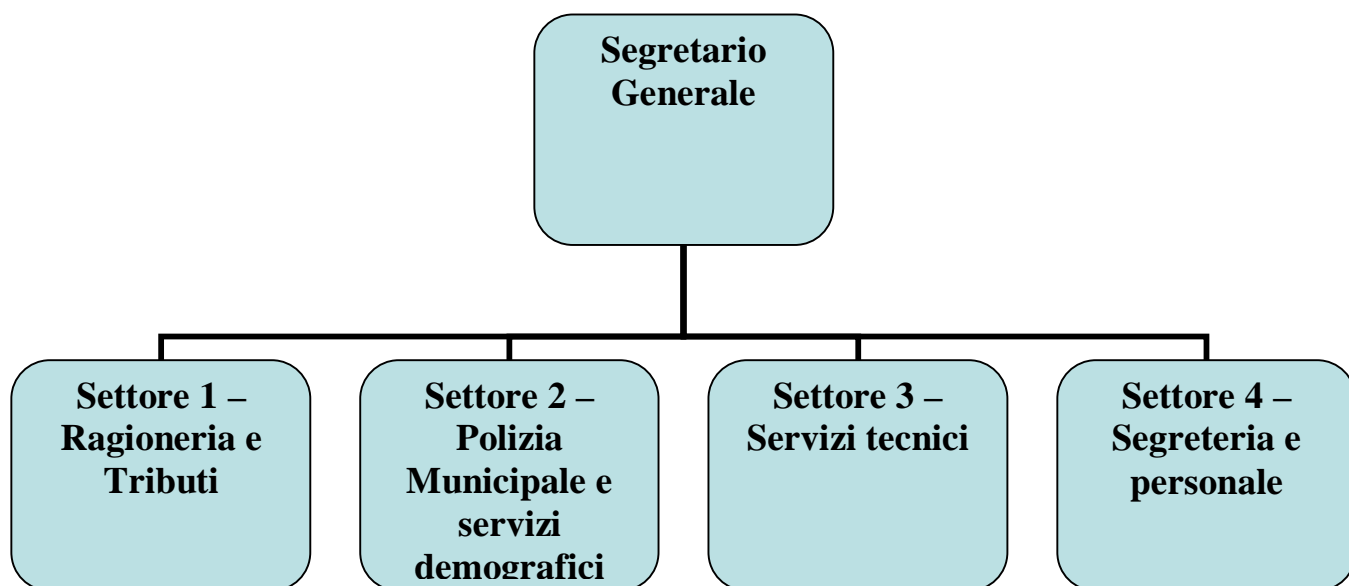 Segretario
Generale
Settore 1 –
Ragioneria e
Tributi
Settore 2 –
Polizia
Municipale e
servizi
demografici
Settore 3 –
Servizi tecnici
Settore 4 –
Segreteria e
personale